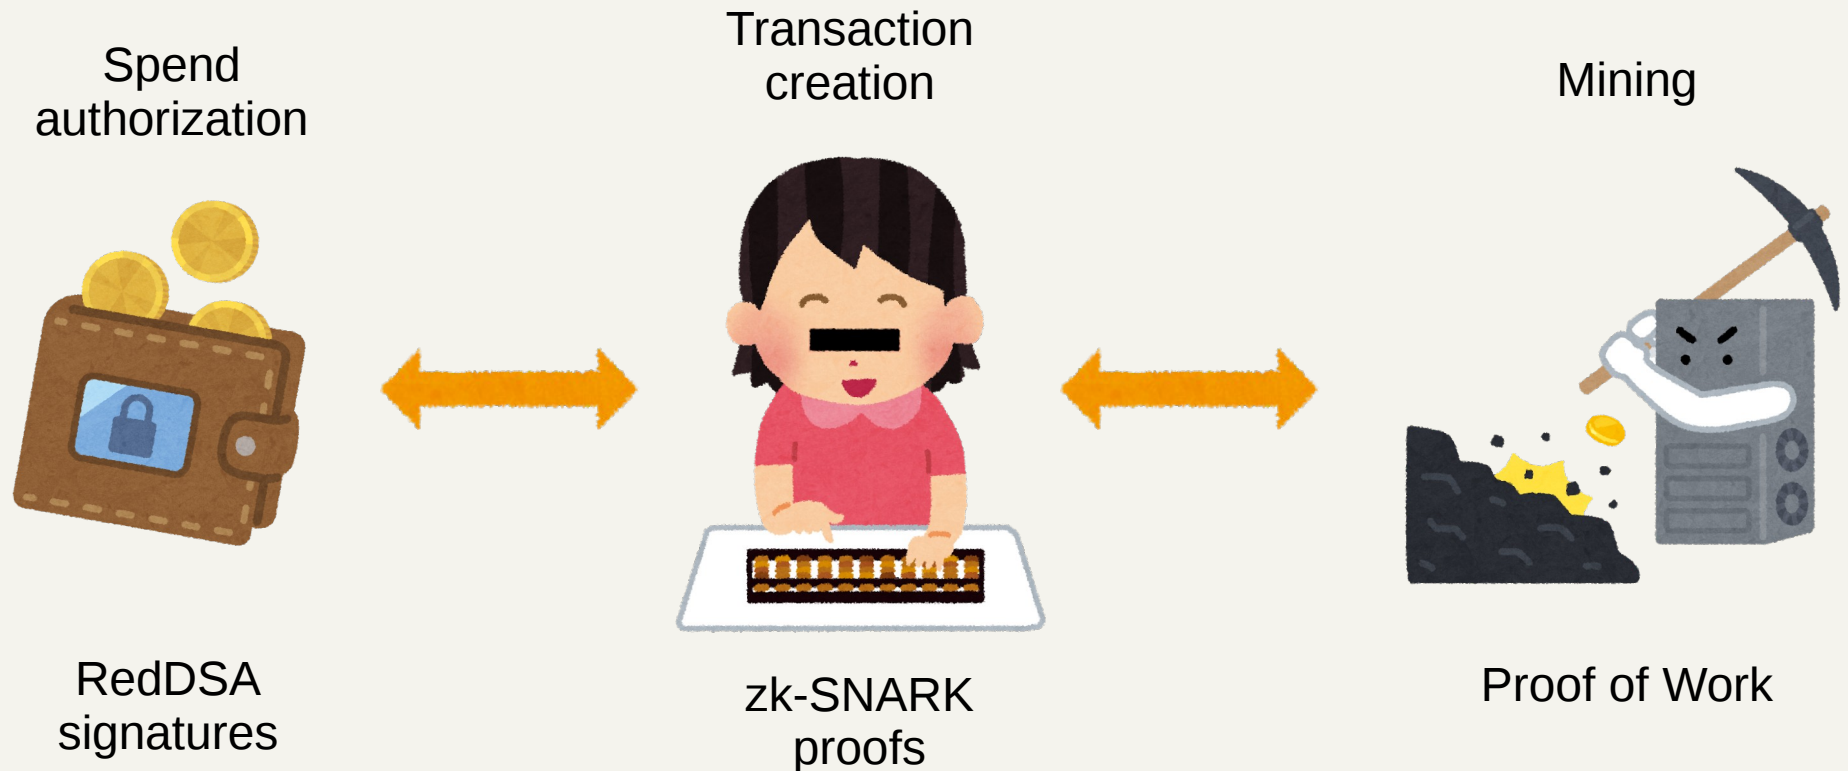 Spend
authorization
Transaction
creation
Mining
RedDSA
signatures
zk-SNARK
proofs
Proof of Work